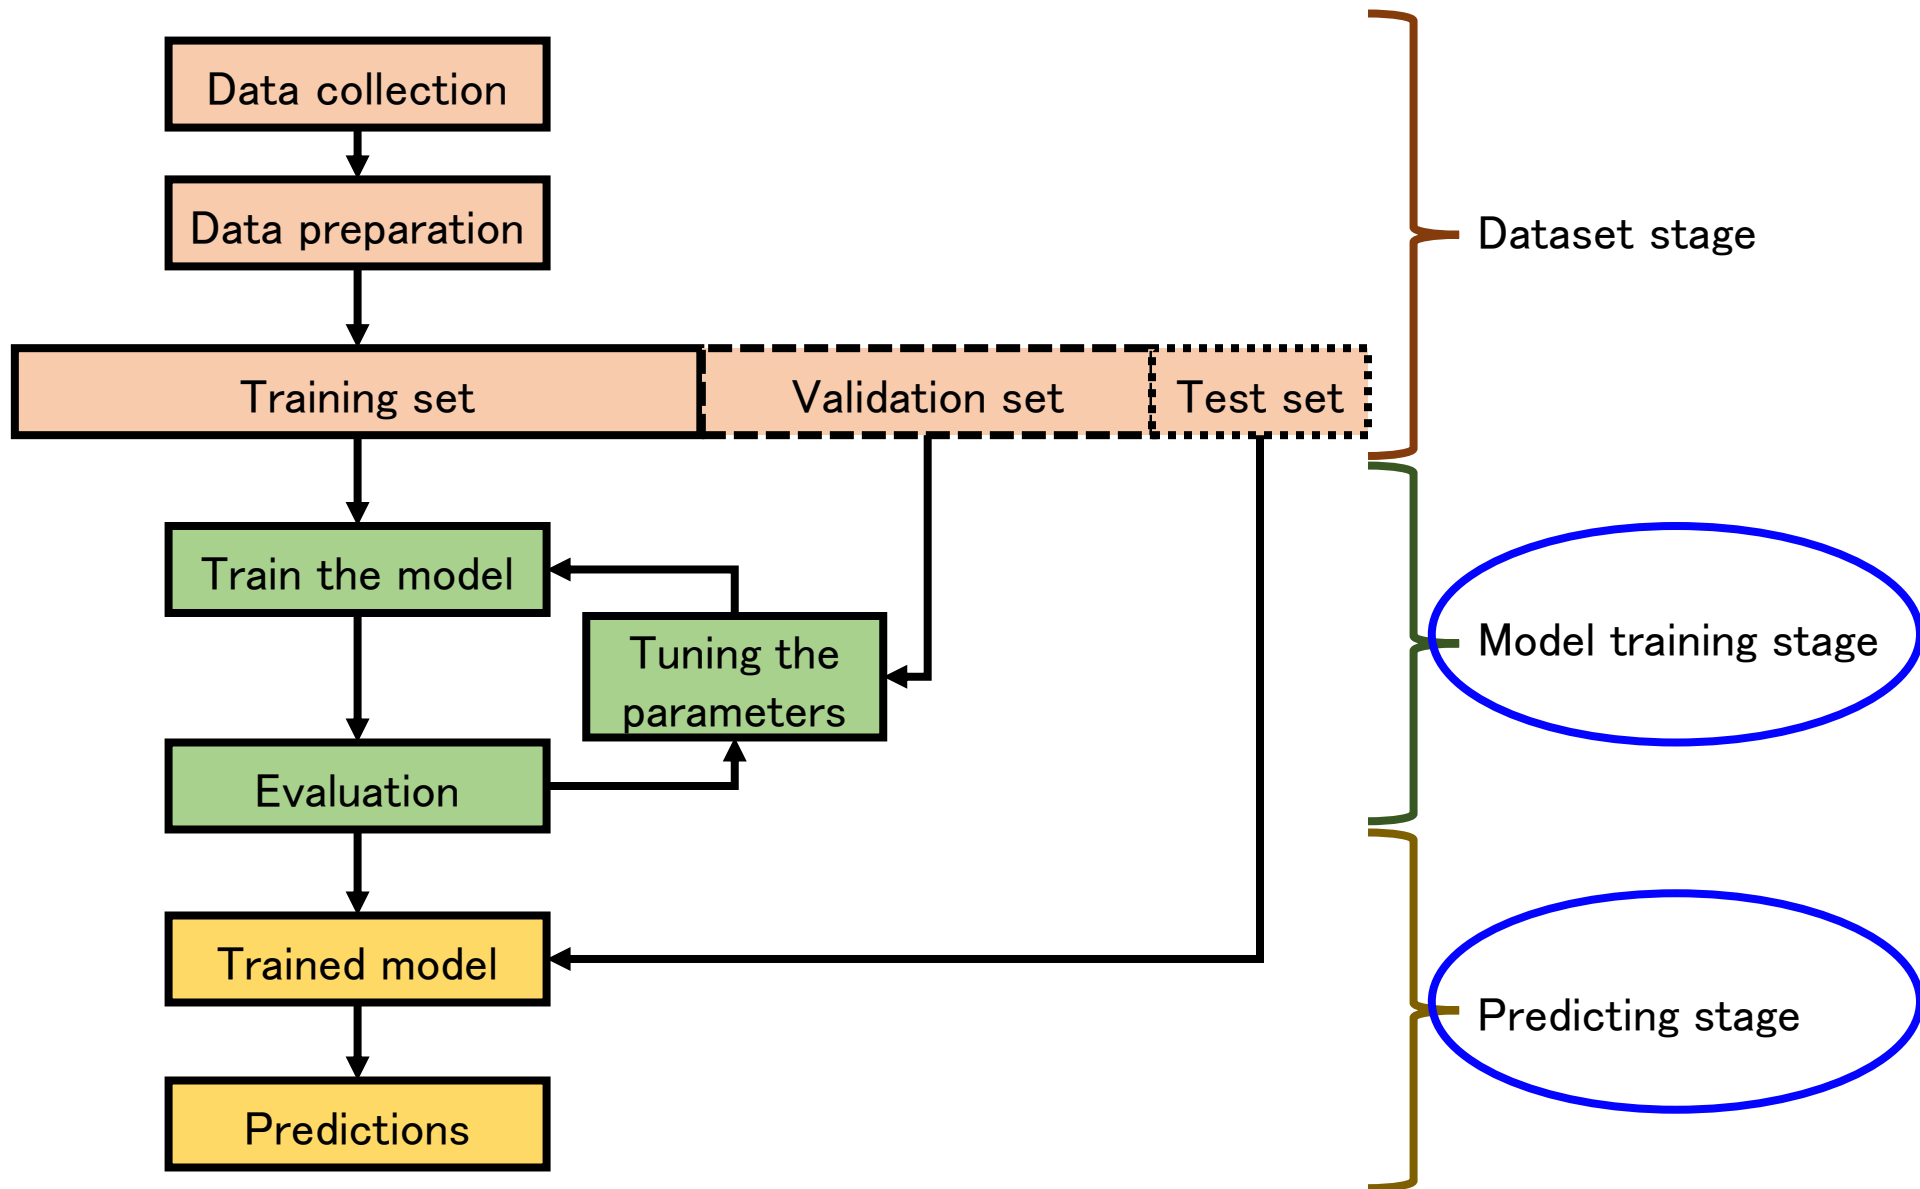 Data collection
Data preparation
Dataset stage
Training set
Validation set
Test set
Train the model
Tuning the
parameters
Model training stage
Evaluation
Trained model
Predicting stage
Predictions